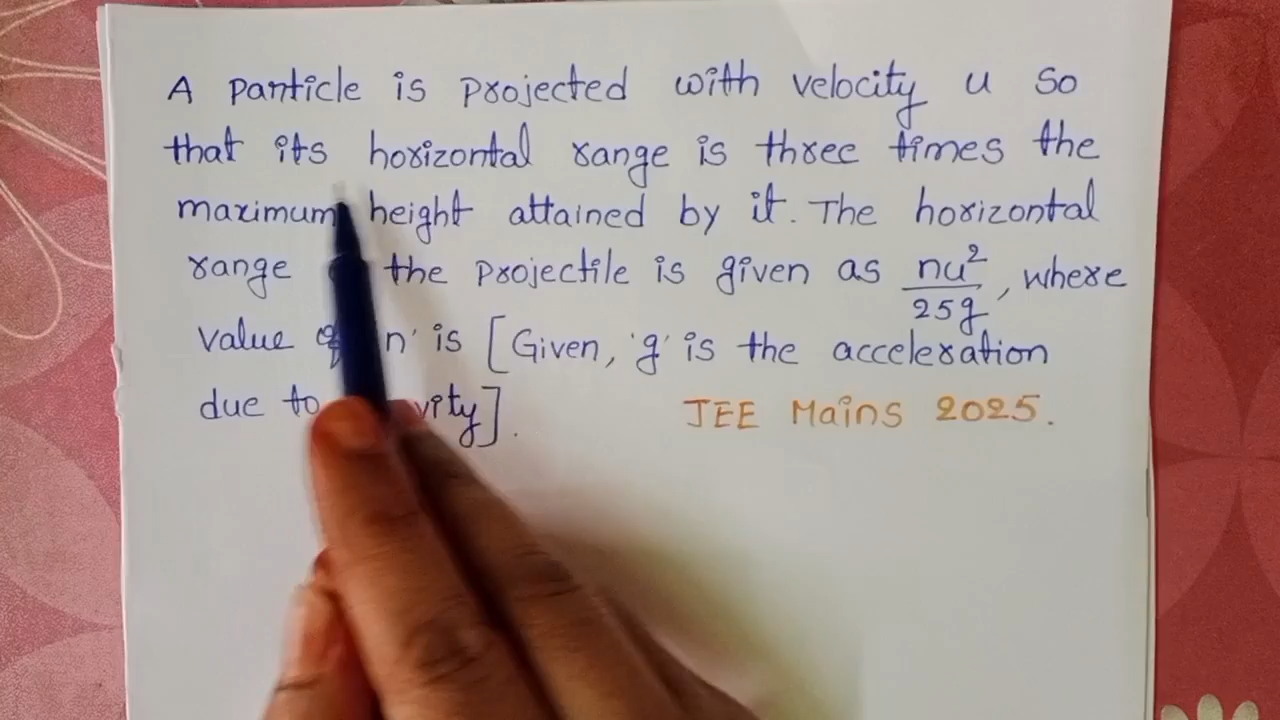 A particle is projected with velocity u so
that its horizontal range is three times the
maximum height attained by it. The horizontal
range the projectile is given as nu²/25g, where
value of 'n' is [Given, 'g' is the acceleration
due to vity].
JEE Mains 2025.